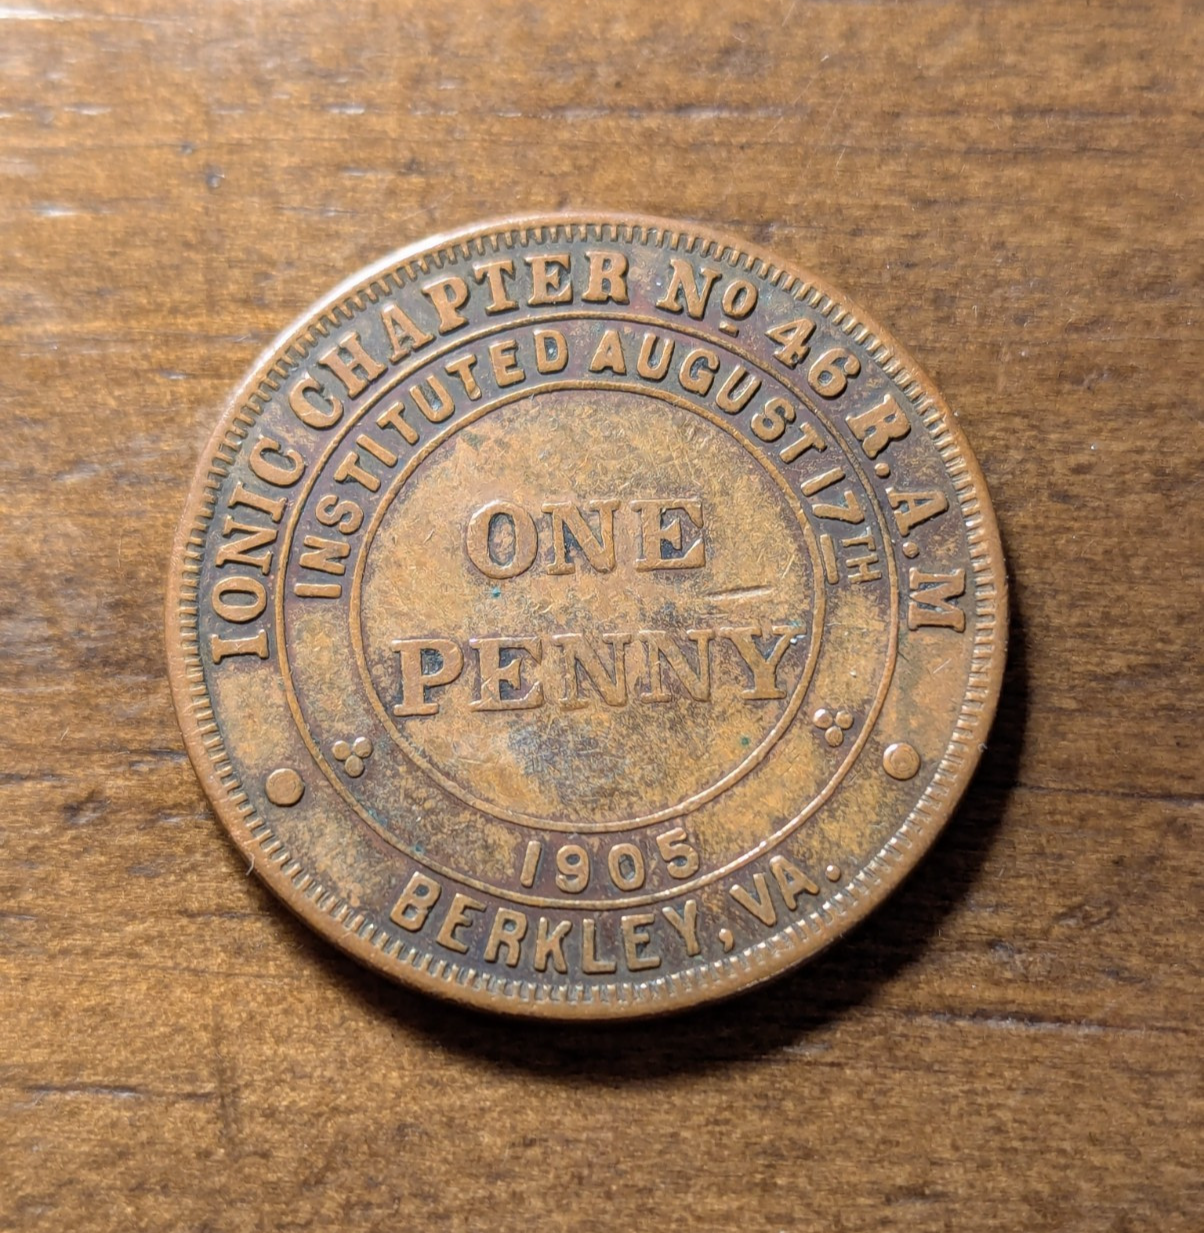 IONIC CHAPTER No 46 R.A.M
INSTITUTED AUGUST 17TH
ONE
PENNY
1905
BERKLEY, VA.